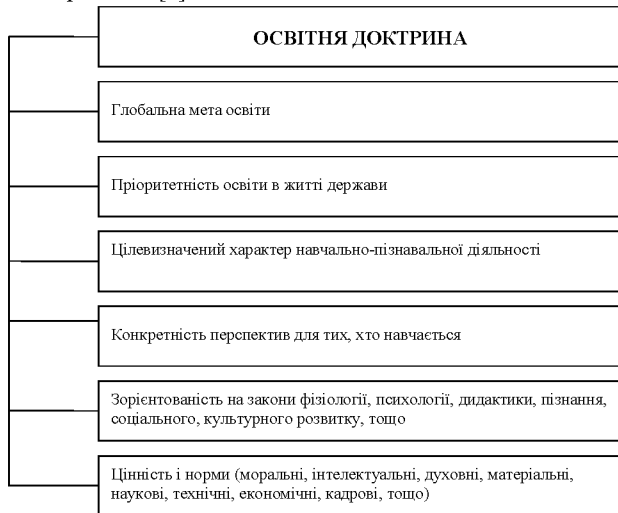 ОСВІТНЯ ДОКТРИНА
Глобальна мета освіти
Пріоритетність освіти в житті держави
Цілевизначений характер навчально-пізнавальної діяльності
Конкретність перспектив для тих, хто навчається
Зорієнтованість на закони фізіології, психології, дидактики, пізнання,
соціального, культурного розвитку, тощо
Цінність і норми (моральні, інтелектуальні, духовні, матеріальні,
наукові, технічні, економічні, кадрові, тощо)